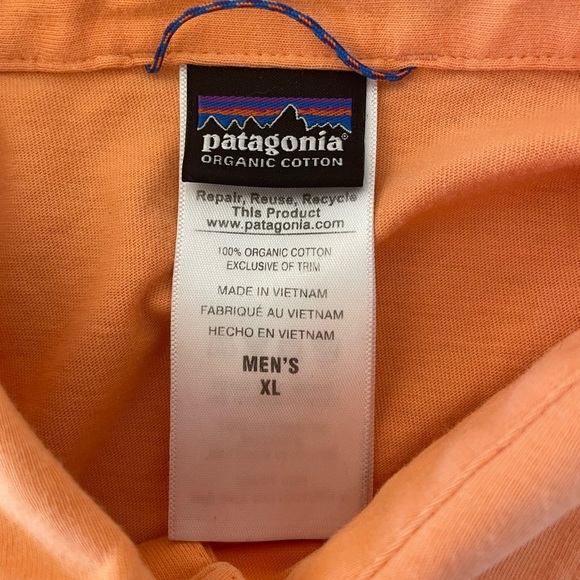 patagonia®
ORGANIC COTTON
Repair, Reuse, Recycle
This Product
www.patagonia.com
100% ORGANIC COTTON
EXCLUSIVE OF TRIM
MADE IN VIETNAM
FABRIQUÉ AU VIETNAM
HECHO EN VIETNAM
MEN'S
XL